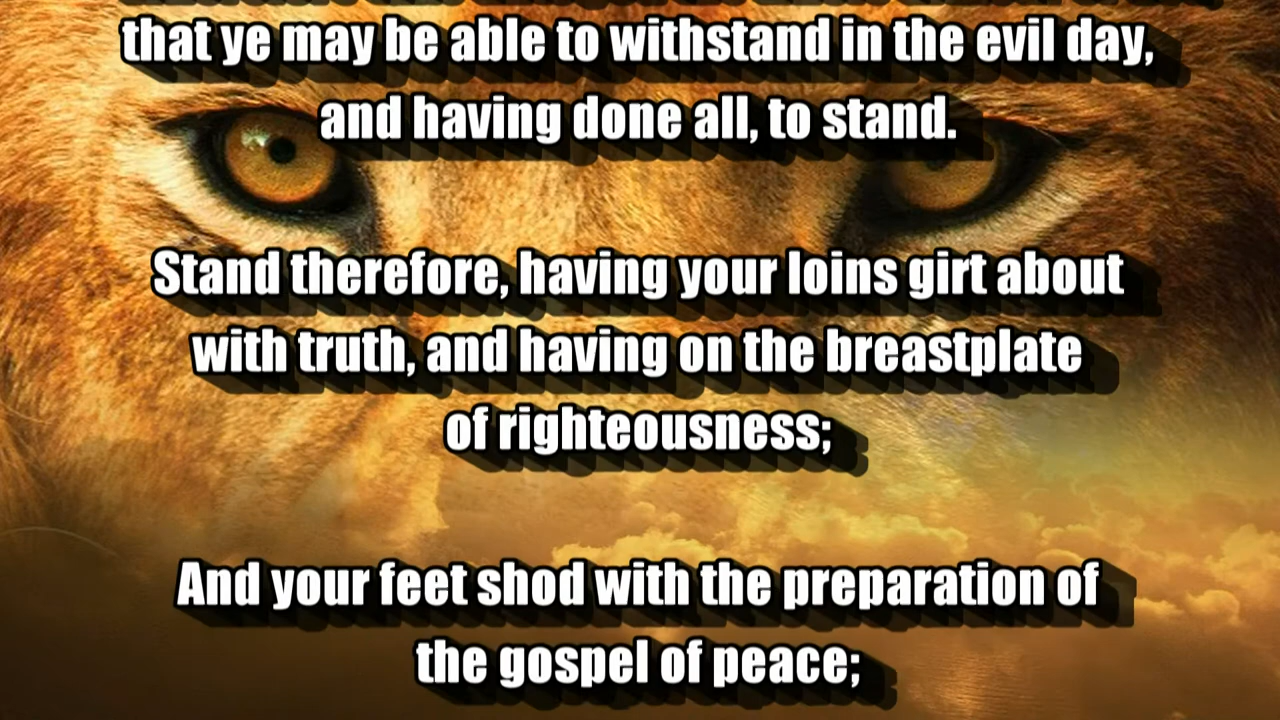 that ye may be able to withstand in the evil day,
and having done all, to stand.
Stand therefore, having your loins girt about
with truth, and having on the breastplate
of righteousness;
And your feet shod with the preparation of
the gospel of peace;